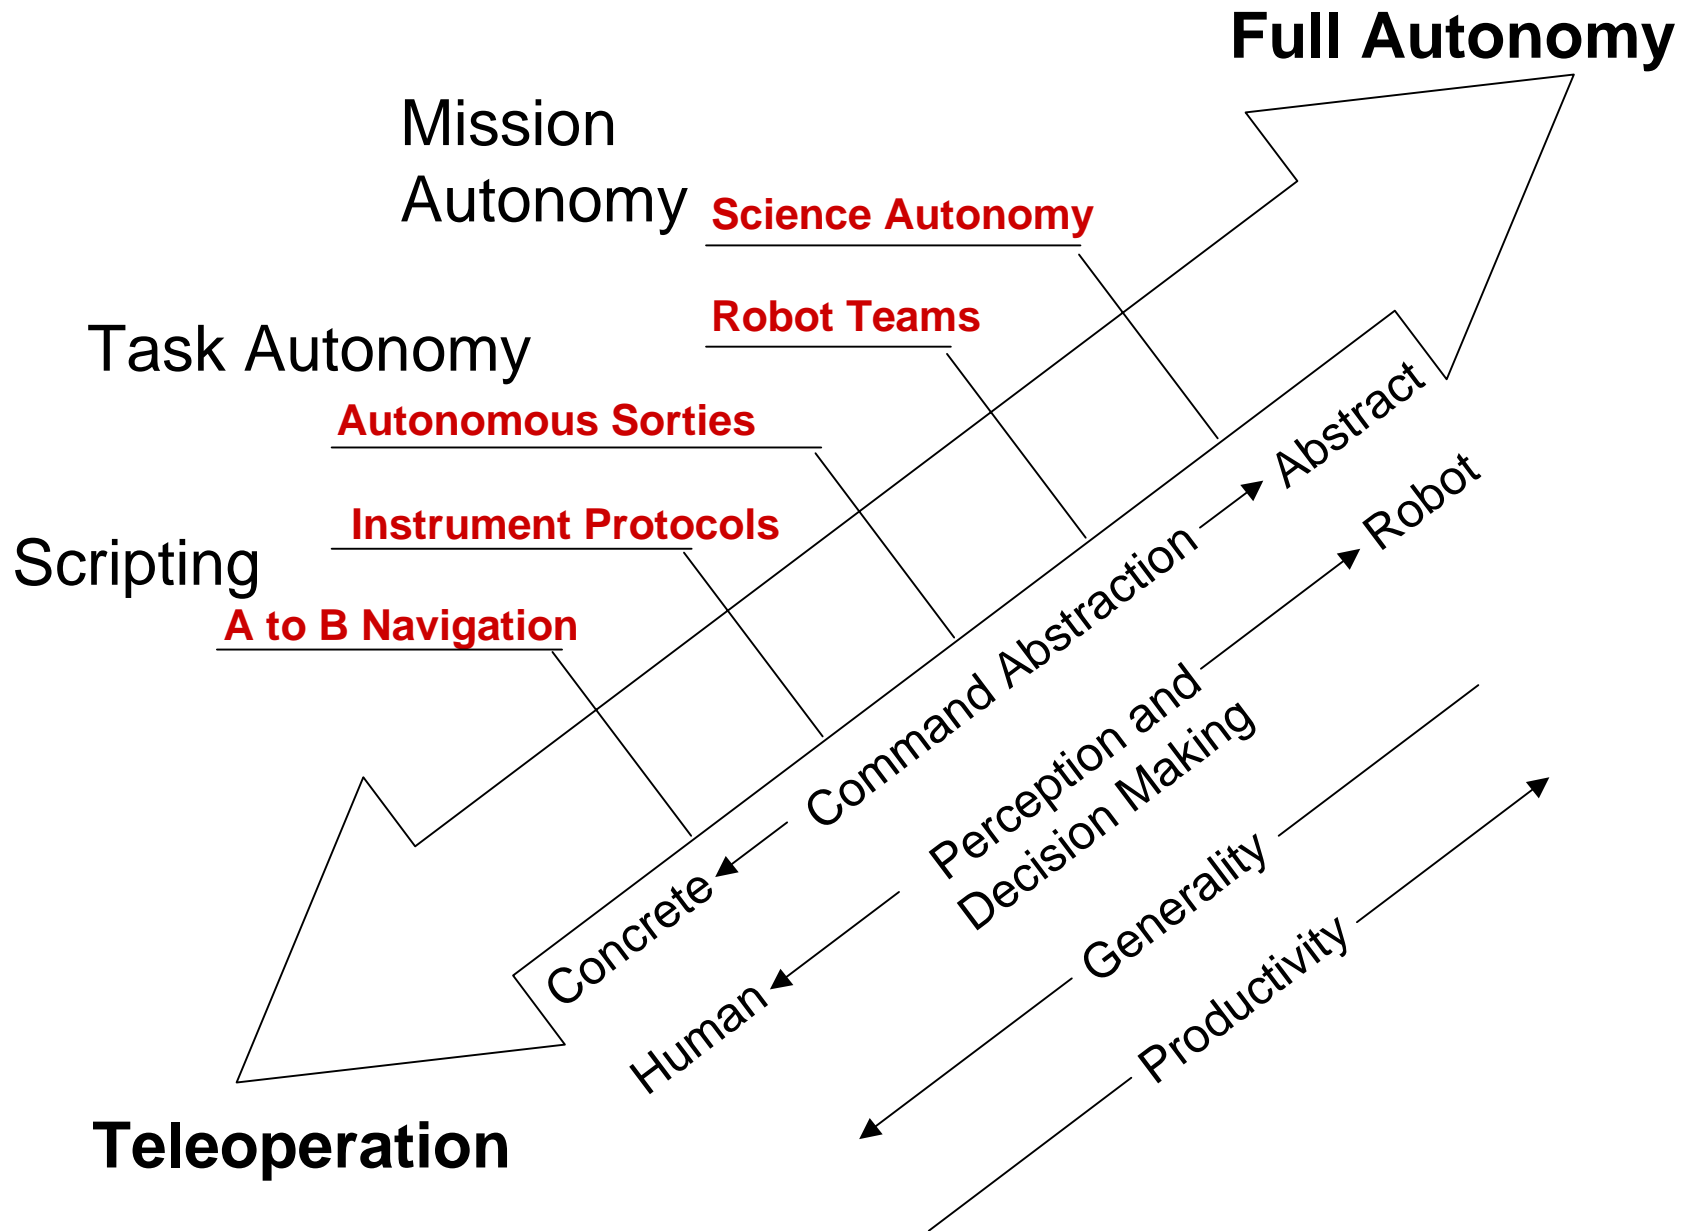 Full Autonomy
Mission
Autonomy
Science Autonomy
Robot Teams
Task Autonomy
Autonomous Sorties
Instrument Protocols
Scripting
A to B Navigation
Abstract
Command Abstraction
Concrete
Robot
Perception and
Decision Making
Human
Generality
Productivity
Teleoperation